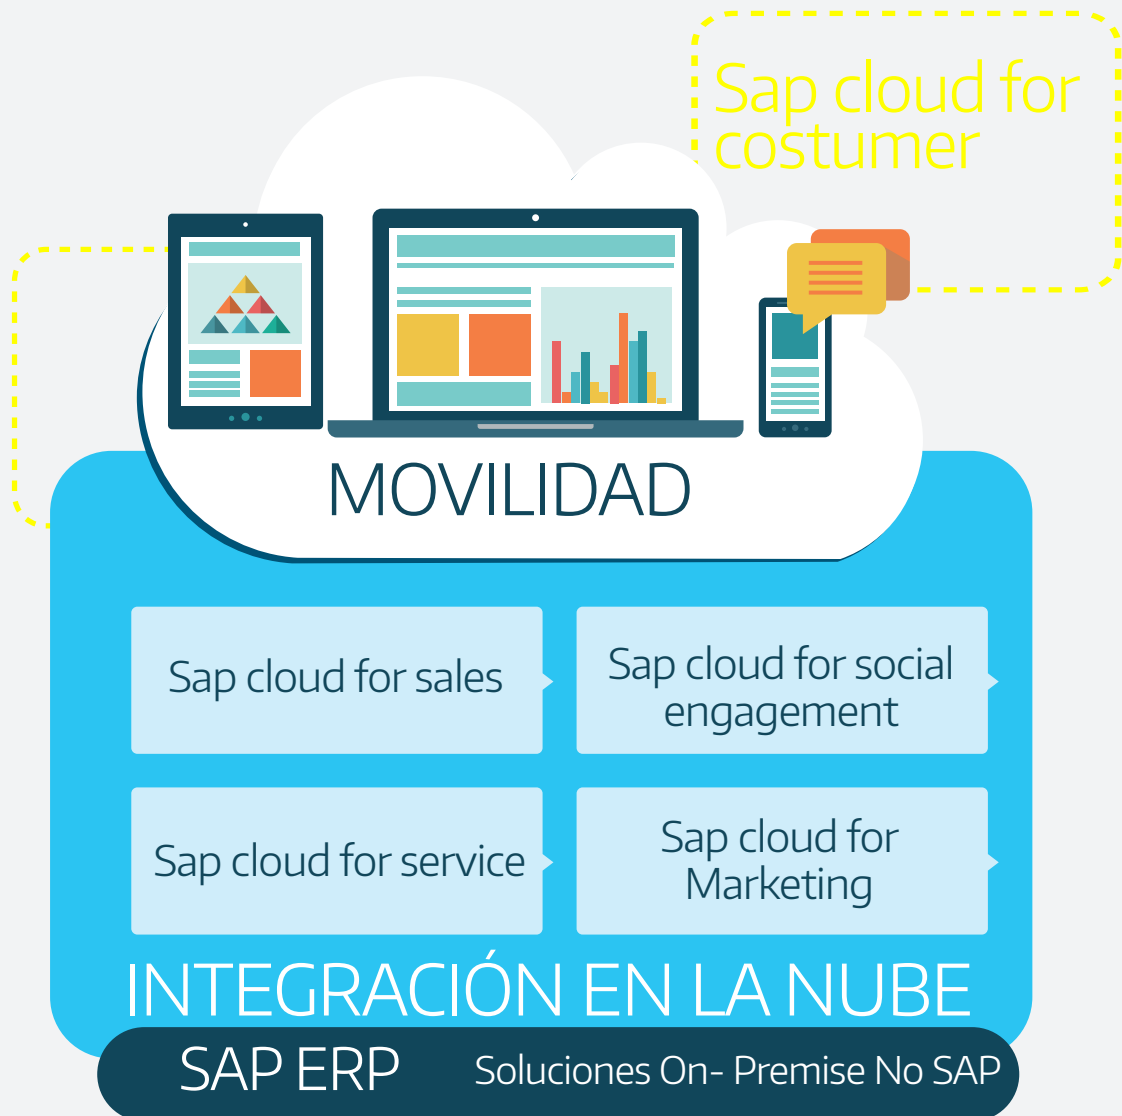 Sap cloud for
costumer
MOVILIDAD
Sap cloud for sales
Sap cloud for social
engagement
Sap cloud for service
Sap cloud for
Marketing
INTEGRACIÓN EN LA NUBE
SAP ERP
Soluciones On- Premise No SAP